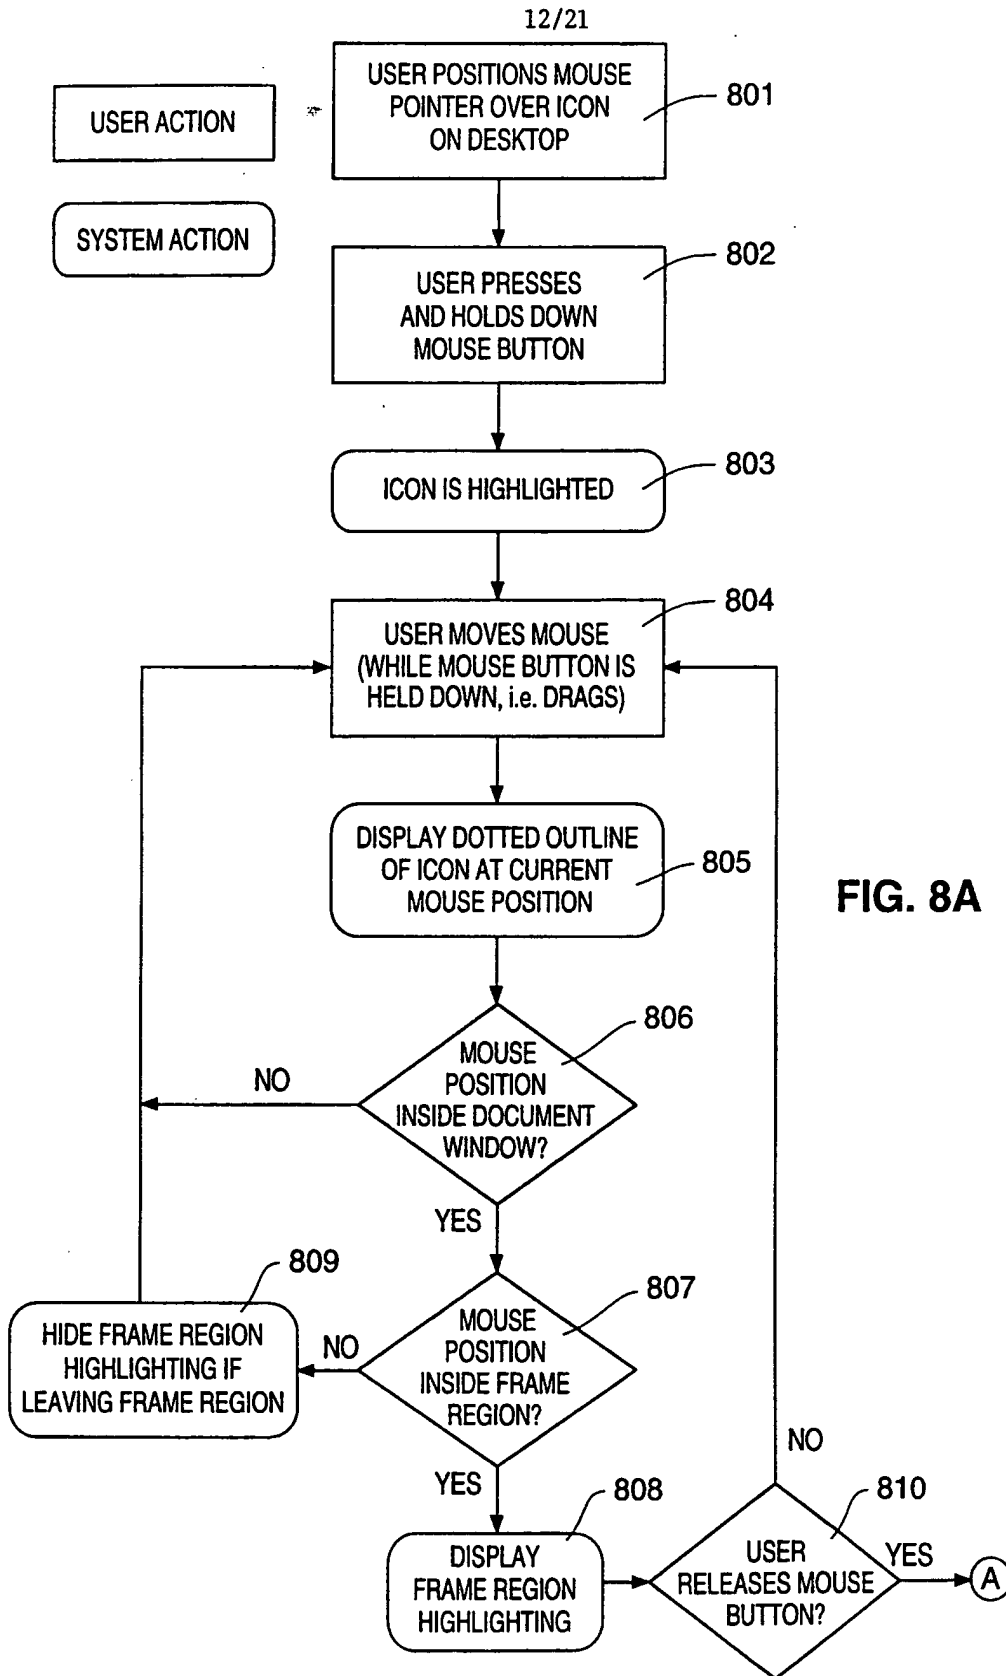 12/21
USER ACTION
SYSTEM ACTION
USER POSITIONS MOUSE
POINTER OVER ICON
ON DESKTOP
801
USER PRESSES
AND HOLDS DOWN
MOUSE BUTTON
802
ICON IS HIGHLIGHTED
803
USER MOVES MOUSE
(WHILE MOUSE BUTTON IS
HELD DOWN, i.e. DRAGS)
804
DISPLAY DOTTED OUTLINE
OF ICON AT CURRENT
MOUSE POSITION
805
FIG. 8A
MOUSE
POSITION
INSIDE DOCUMENT
WINDOW?
806
NO
YES
MOUSE
POSITION
INSIDE FRAME
REGION?
807
NO
HIDE FRAME REGION
HIGHLIGHTING IF
LEAVING FRAME REGION
809
YES
DISPLAY
FRAME REGION
HIGHLIGHTING
808
USER
RELEASES MOUSE
BUTTON?
810
NO
YES
A